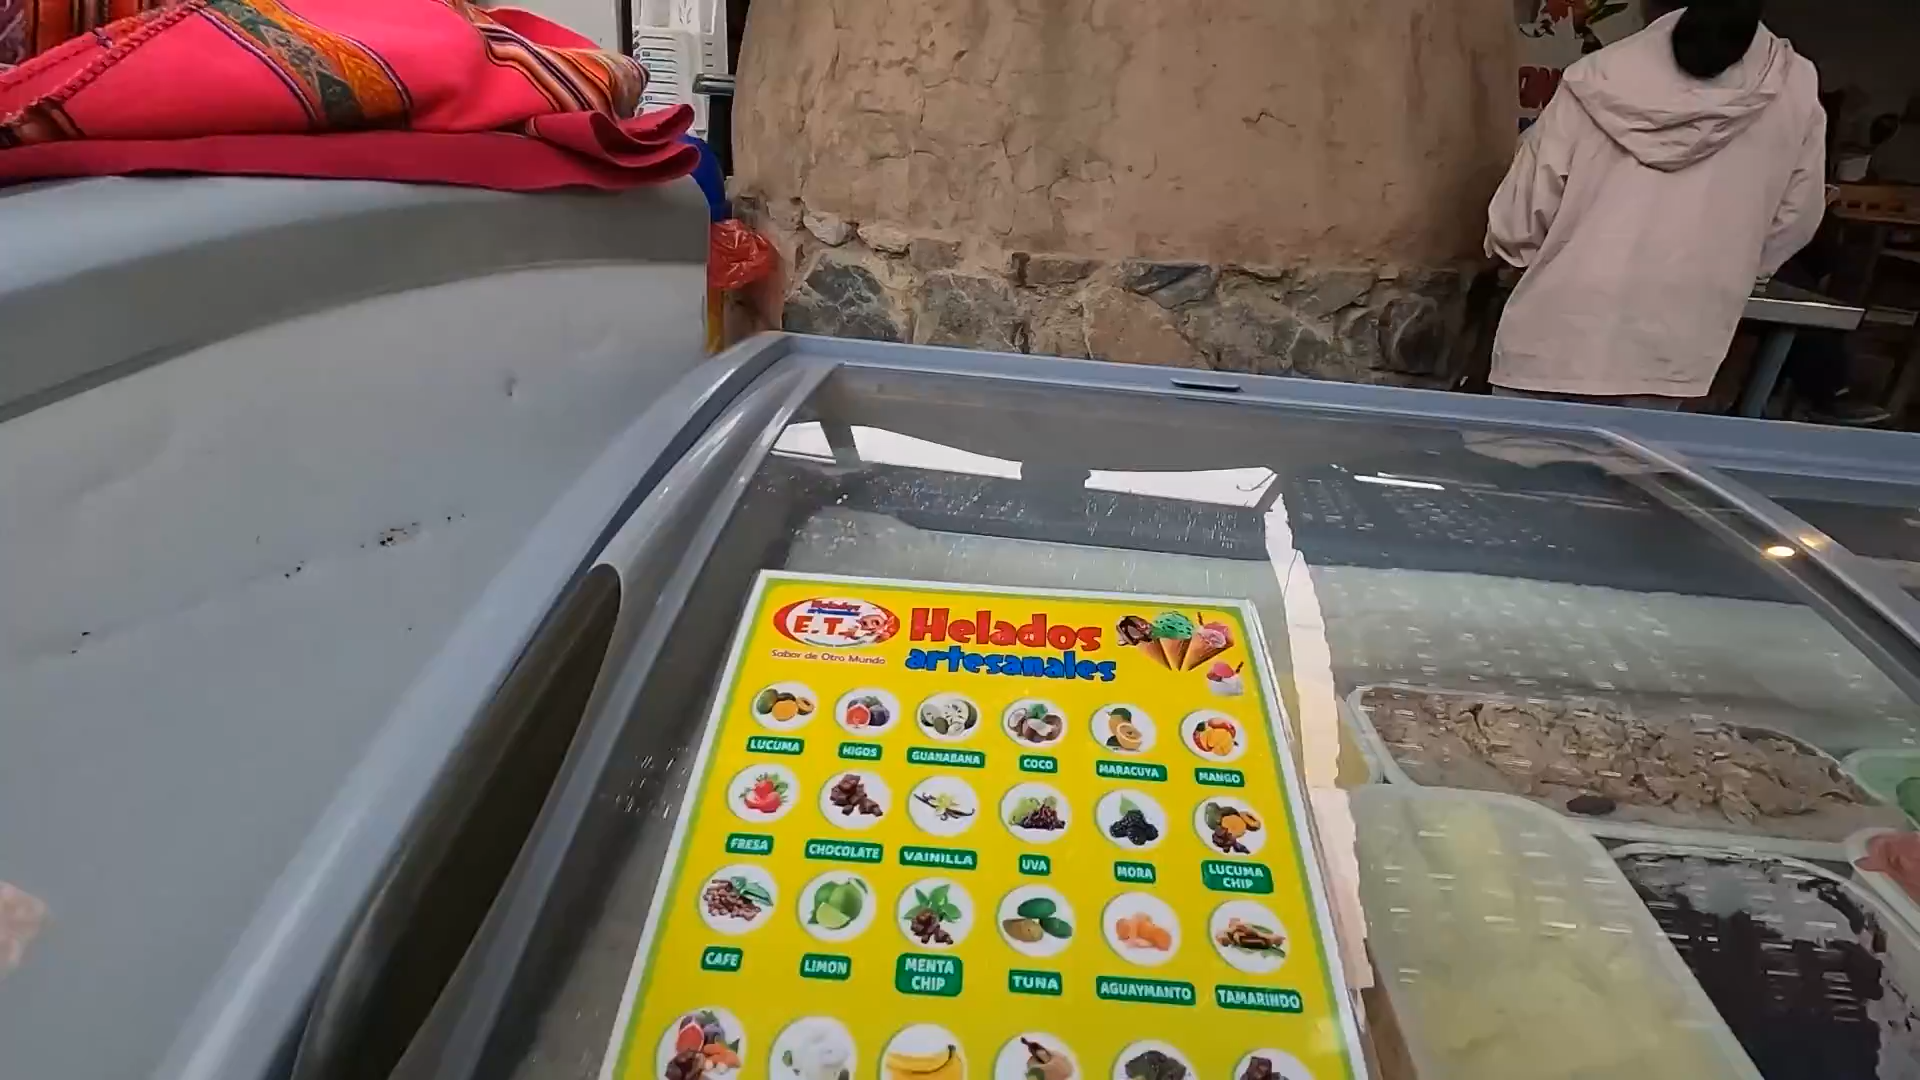 Helados
E.T.
Sabor de Otro Mundo
Helados
artesanales
LUCUMA
HIGOS
GUANABANA
COCO
MARACUYA
MANGO
FRESA
CHOCOLATE
VAINILLA
UVA
MORA
LUCUMA
CHIP
CAFE
LIMON
MENTA
CHIP
TUNA
AGUAYMANTO
TAMARINDO